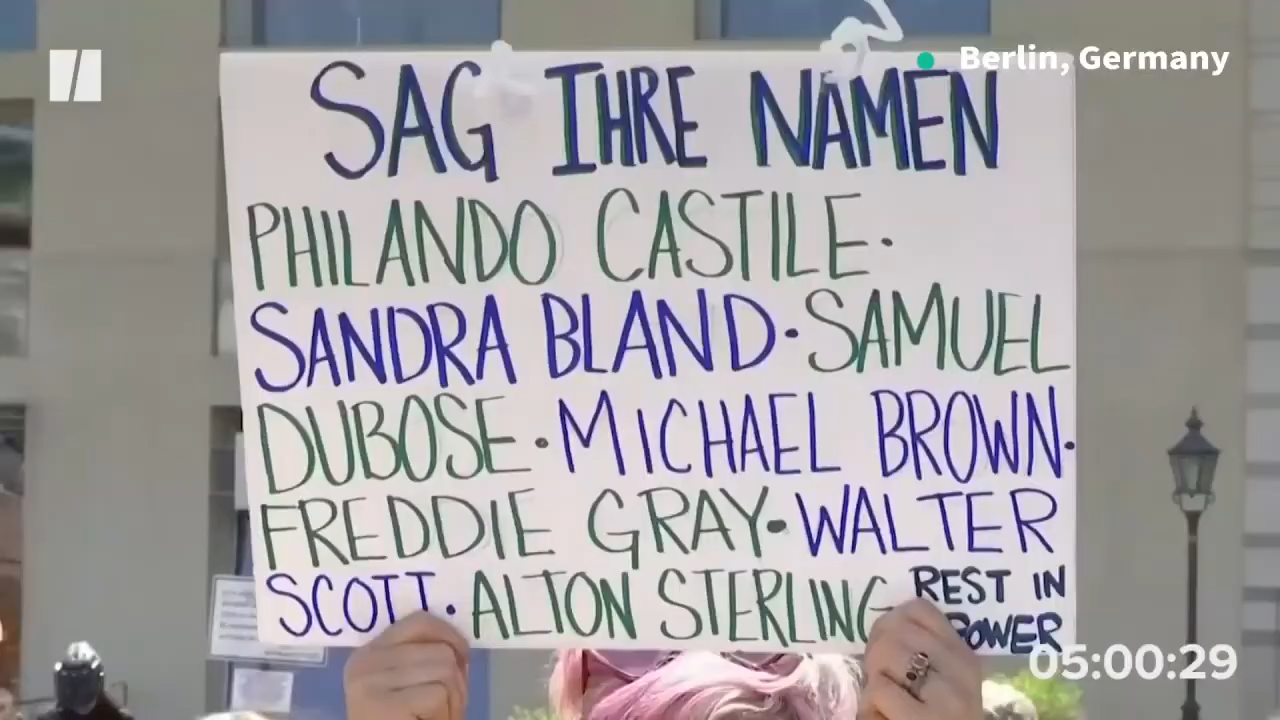 Berlin, Germany
SAG IHRE NAMEN
PHILANDO CASTILE·
SANDRA BLAND·SAMUEL
DUBOSE·MICHAEL BROWN·
FREDDIE GRAY·WALTER
SCOTT·ALTON STERLING
REST IN
POWER
05:00:29